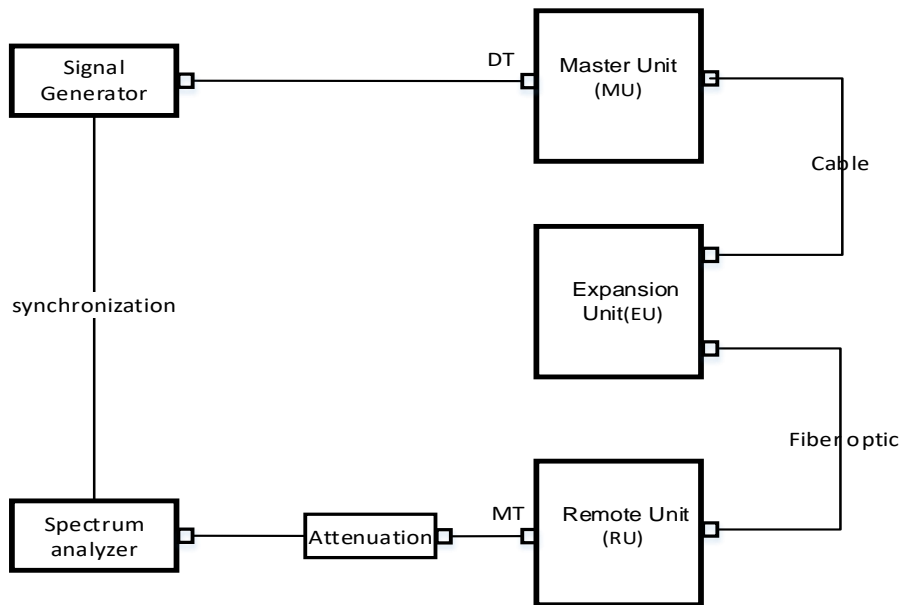 Signal
Generator
DT
Master Unit
(MU)
Cable
Expansion
Unit(EU)
synchronization
Fiber optic
Spectrum
analyzer
Attenuation
MT
Remote Unit
(RU)